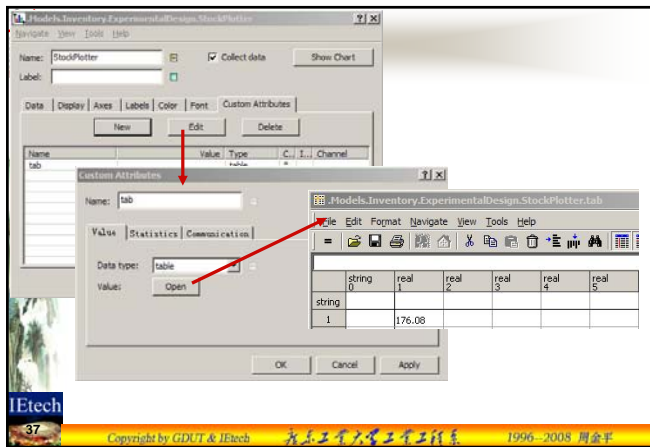 .Models.Inventory.ExperimentalDesign.StockPlotter
Navigate View Tools Help
Name: StockPlotter Collect data Show Chart
Label:
Data Display Axes Labels Color Font Custom Attributes
New Edit Delete
Name Value Type C.. I... Channel
tab table *
Custom Attributes
Name: tab
Value Statistics Communication
Data type: table
Value: Open
OK Cancel Apply
.Models.Inventory.ExperimentalDesign.StockPlotter.tab
File Edit Format Navigate View Tools Help
string 0 real 1 real 2 real 3 real 4 real 5
string
1 176.08
IEtech
37
Copyright by GDUT & IEtech 广东工业大学工业工程系 1996--2008 周金平